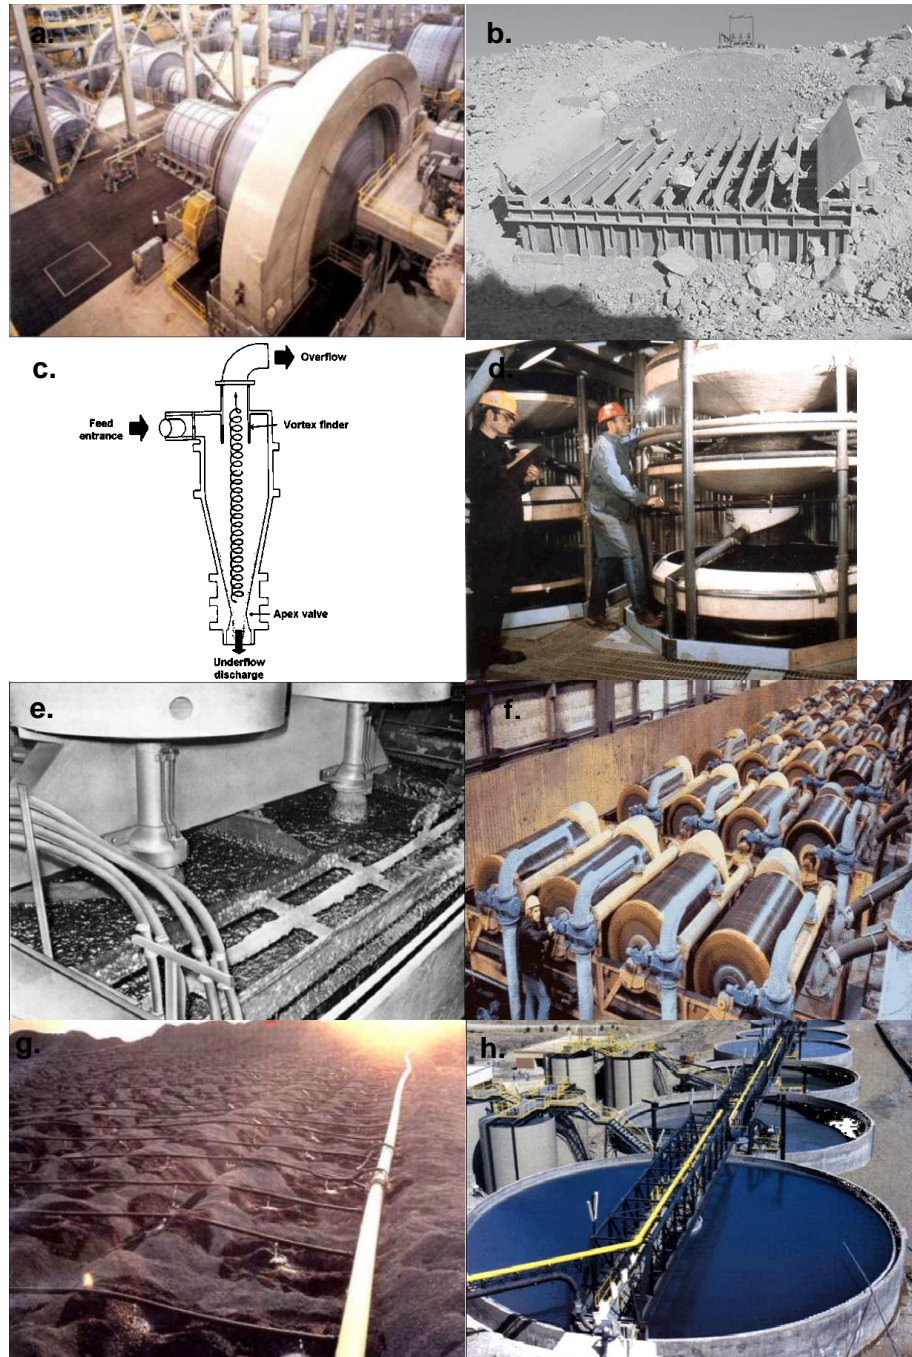 a.
b.
c.
Overflow
Feed
entrance
Vortex finder
Apex valve
Underflow
discharge
d.
e.
f.
g.
h.